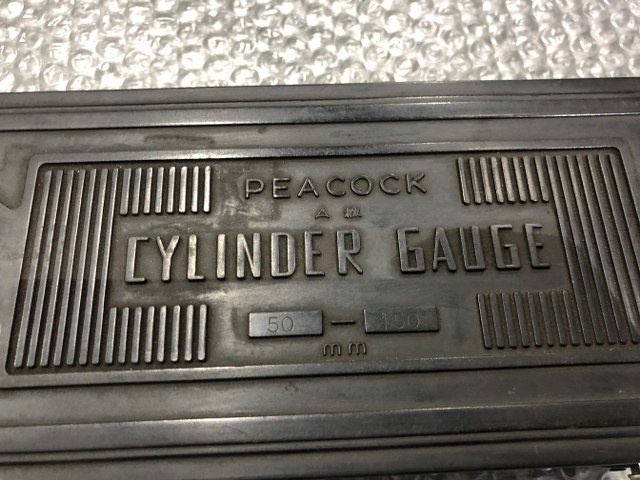 PEACOCK
CYLINDER GAUGE
50 — 150
mm